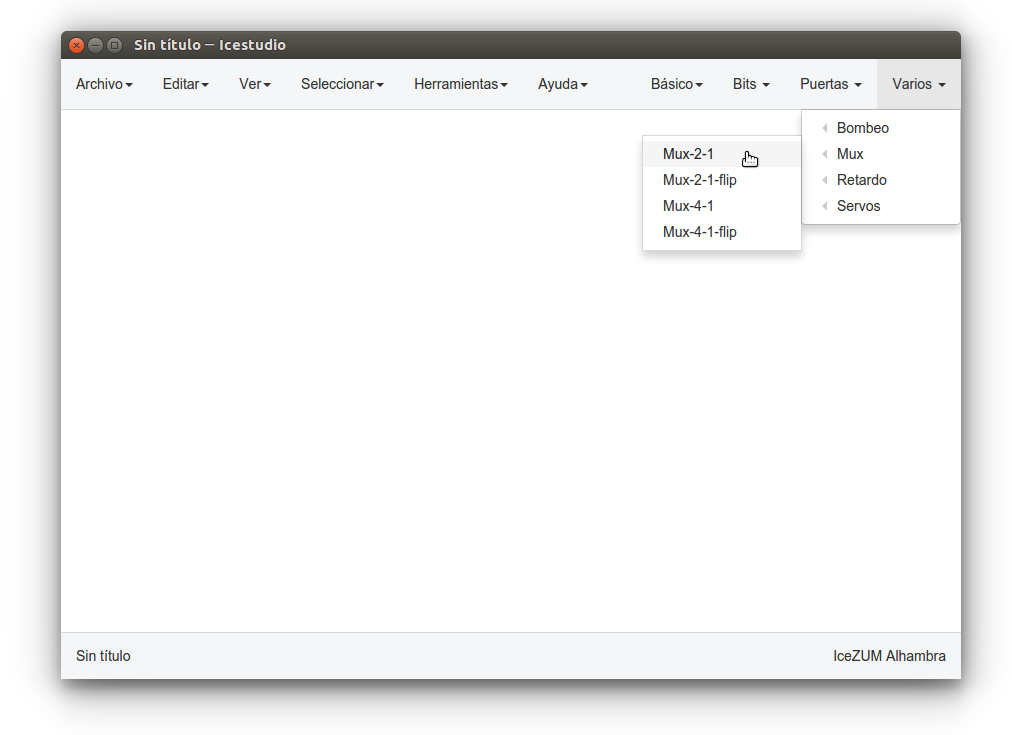 Sin título – Icestudio
Archivo Editar Ver Seleccionar Herramientas Ayuda Básico Bits Puertas Varios
Bombeo
Mux
Retardo
Servos
Mux-2-1
Mux-2-1-flip
Mux-4-1
Mux-4-1-flip
Sin título IceZUM Alhambra